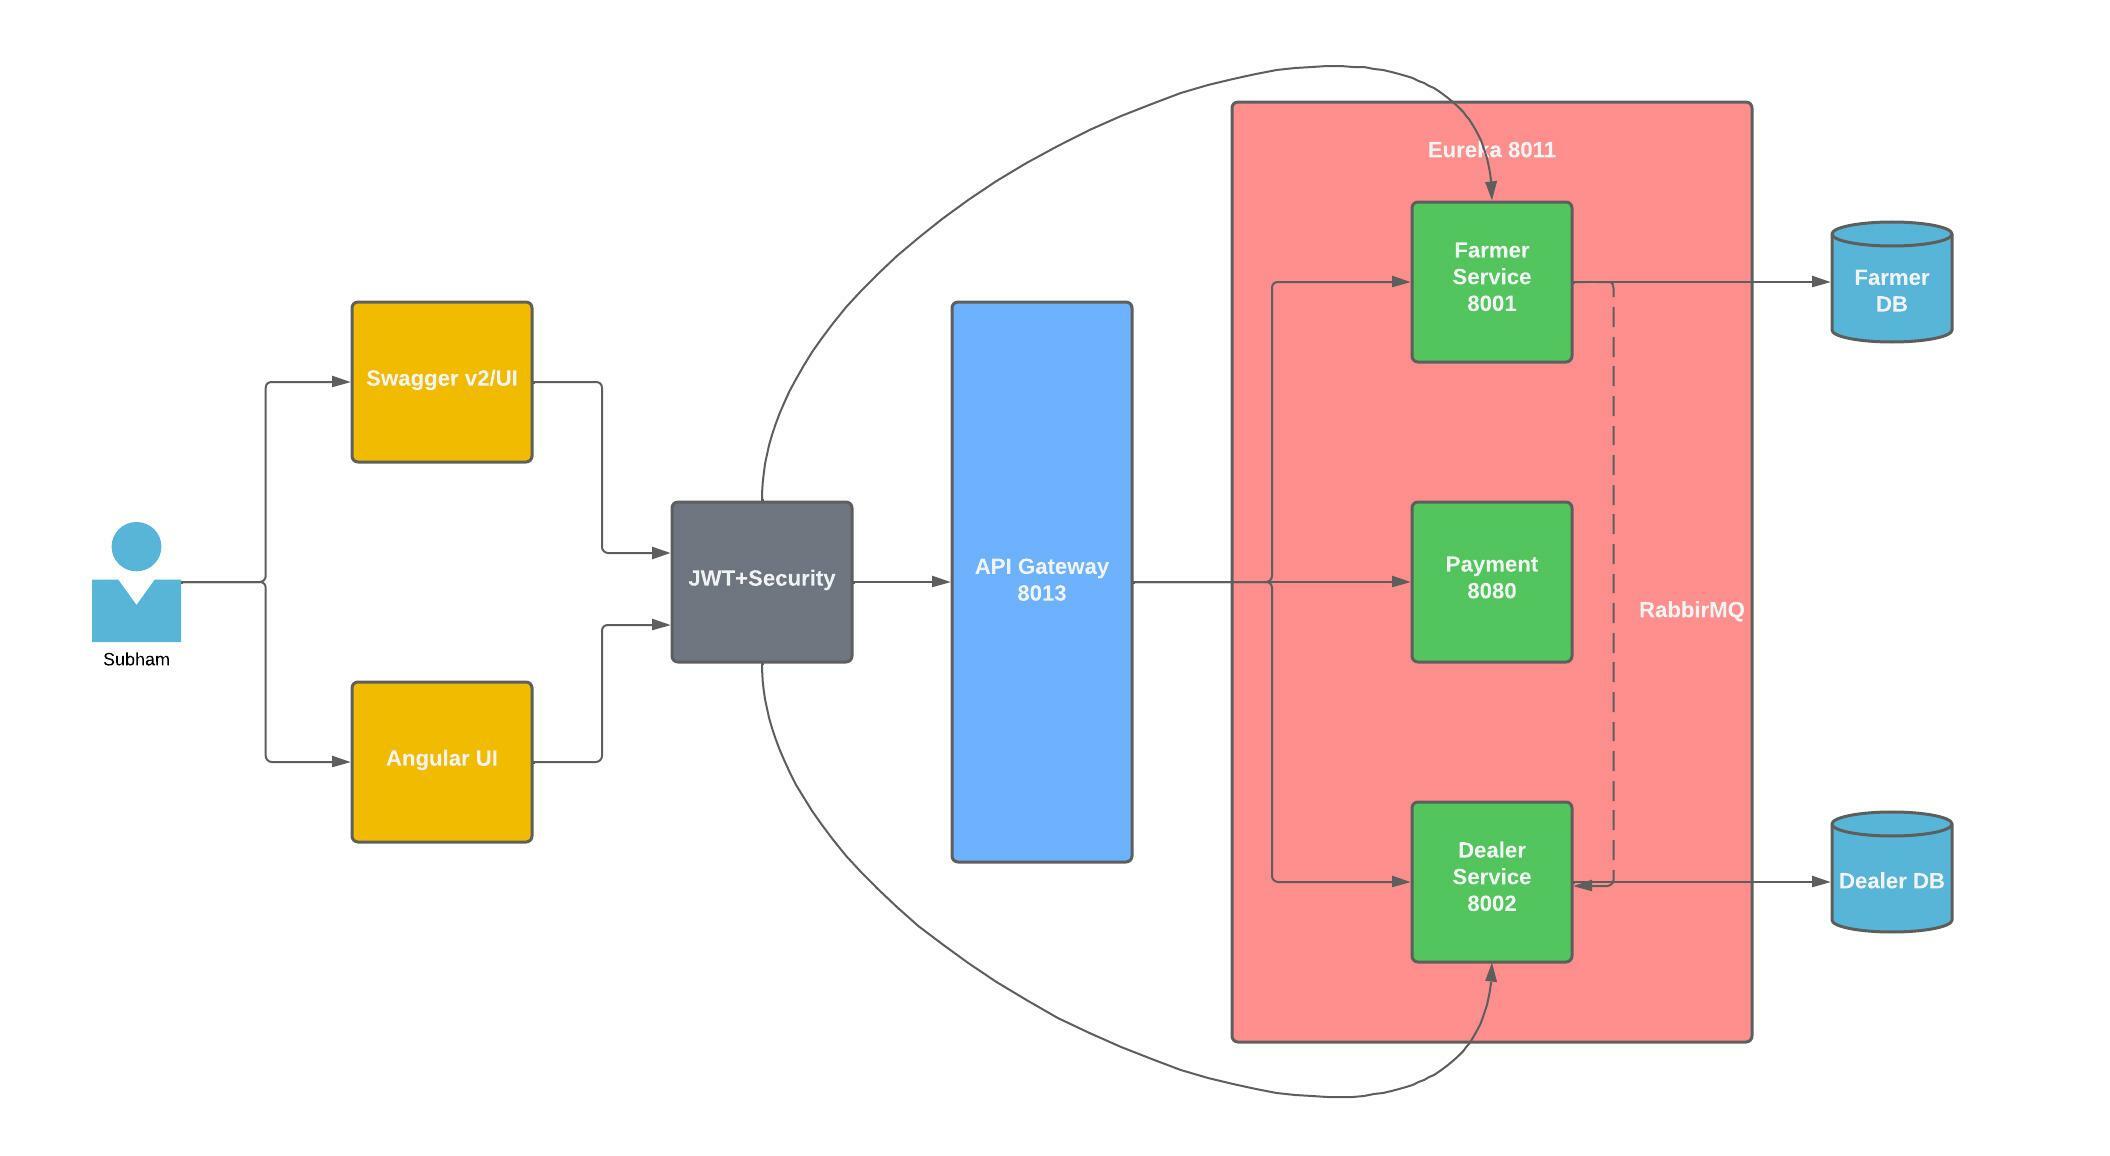 Eureka 8011
Farmer
Service
8001
Farmer
DB
Swagger v2/UI
JWT+Security
API Gateway
8013
Payment
8080
RabbirMQ
Subham
Angular UI
Dealer
Service
8002
Dealer DB